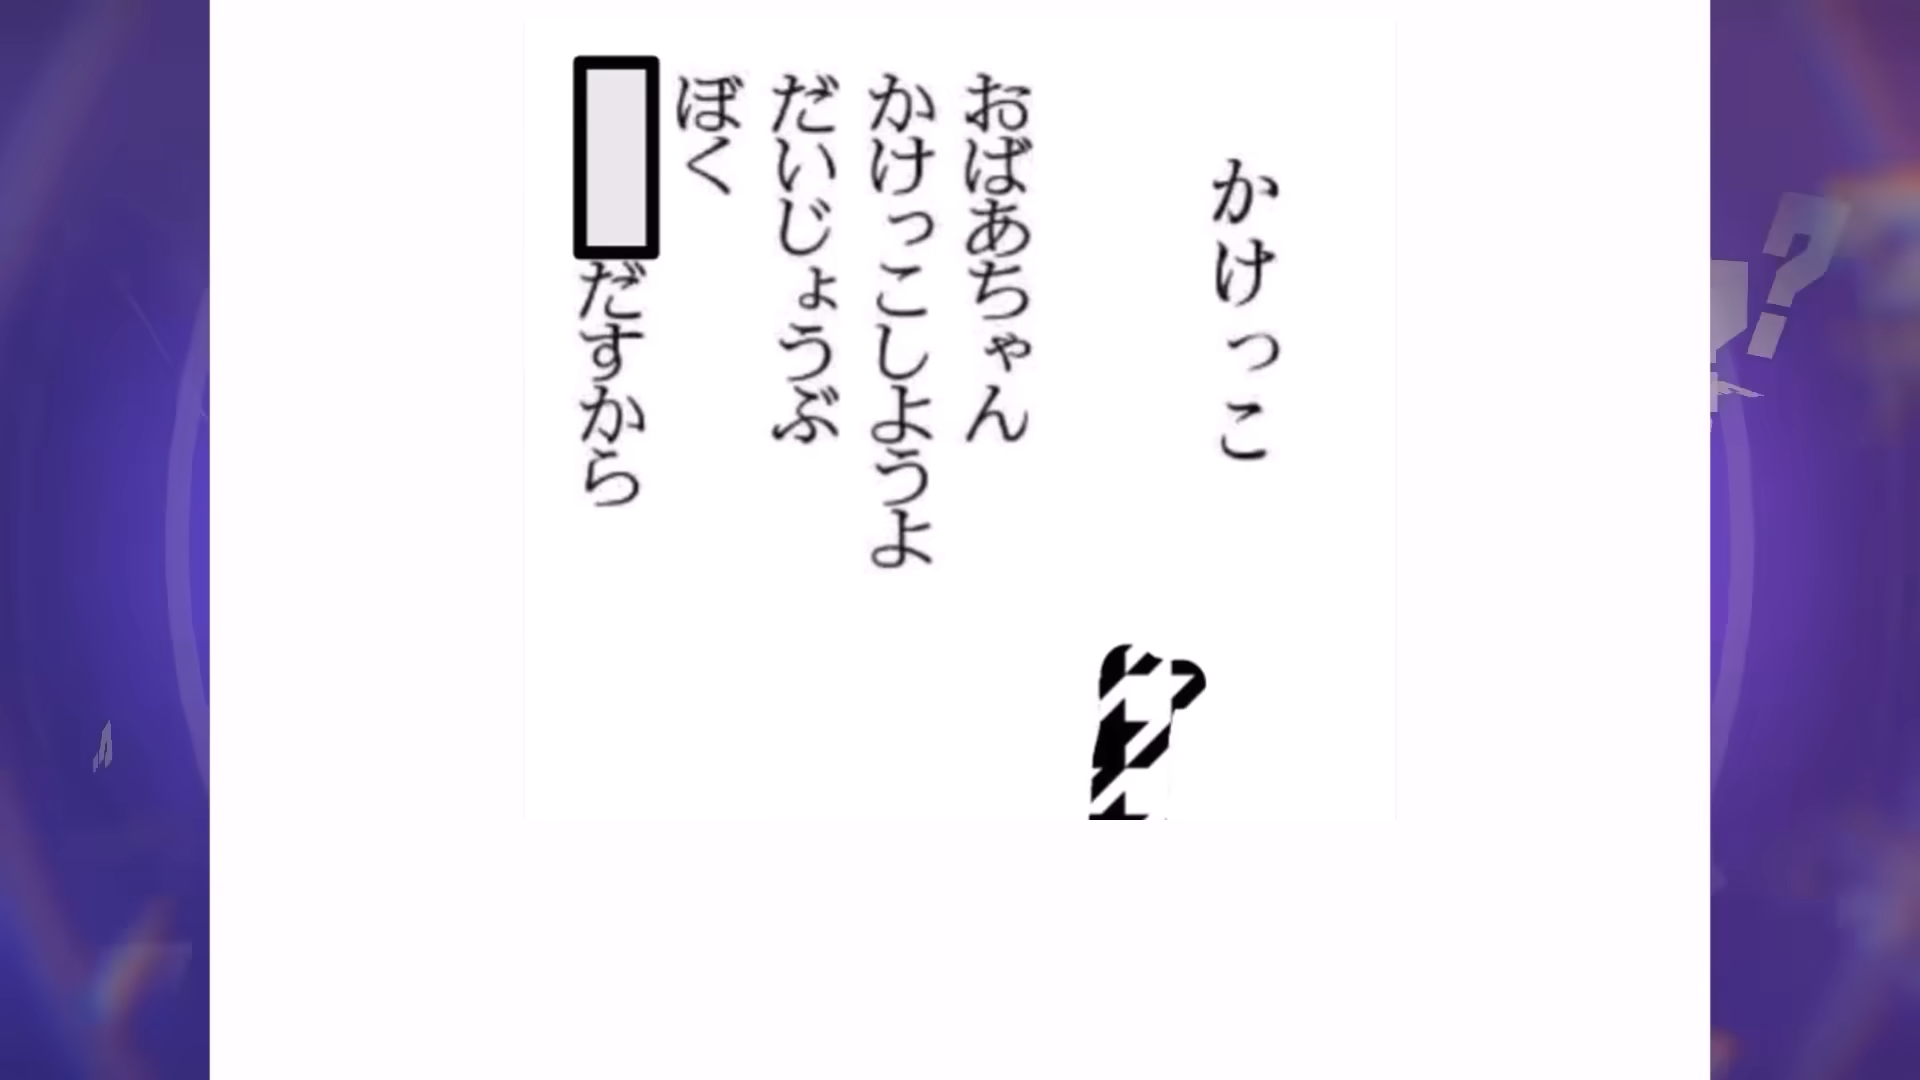 かけっこ
おばあちゃん
かけっこしようよ
だいじょうぶ
ぼく
だすから